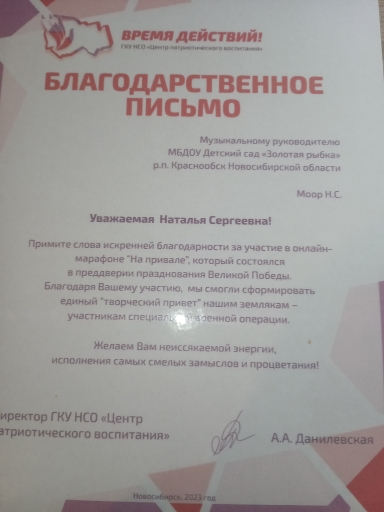 ВРЕМЯ ДЕЙСТВИЙ!
ГКУ НСО «Центр патриотического воспитания»
БЛАГОДАРСТВЕННОЕ
ПИСЬМО
Музыкальному руководителю
МБДОУ Детский сад «Золотая рыбка»
р.п. Краснообск Новосибирской области
Моор Н.С.
Уважаемая Наталья Сергеевна!
Примите слова искренней благодарности за участие в онлайн-
марафоне "На привале", который состоялся
в преддверии празднования Великой Победы.
Благодаря Вашему участию, мы смогли сформировать
единый "творческий привет" нашим землякам –
участникам военной операции.
Желаем Вам неиссякаемой энергии,
исполнения самых смелых замыслов и процветания!
иректор ГКУ НСО «Центр
атриотического воспитания»
А.А. Данилевская
Новосибирск, 2023 год